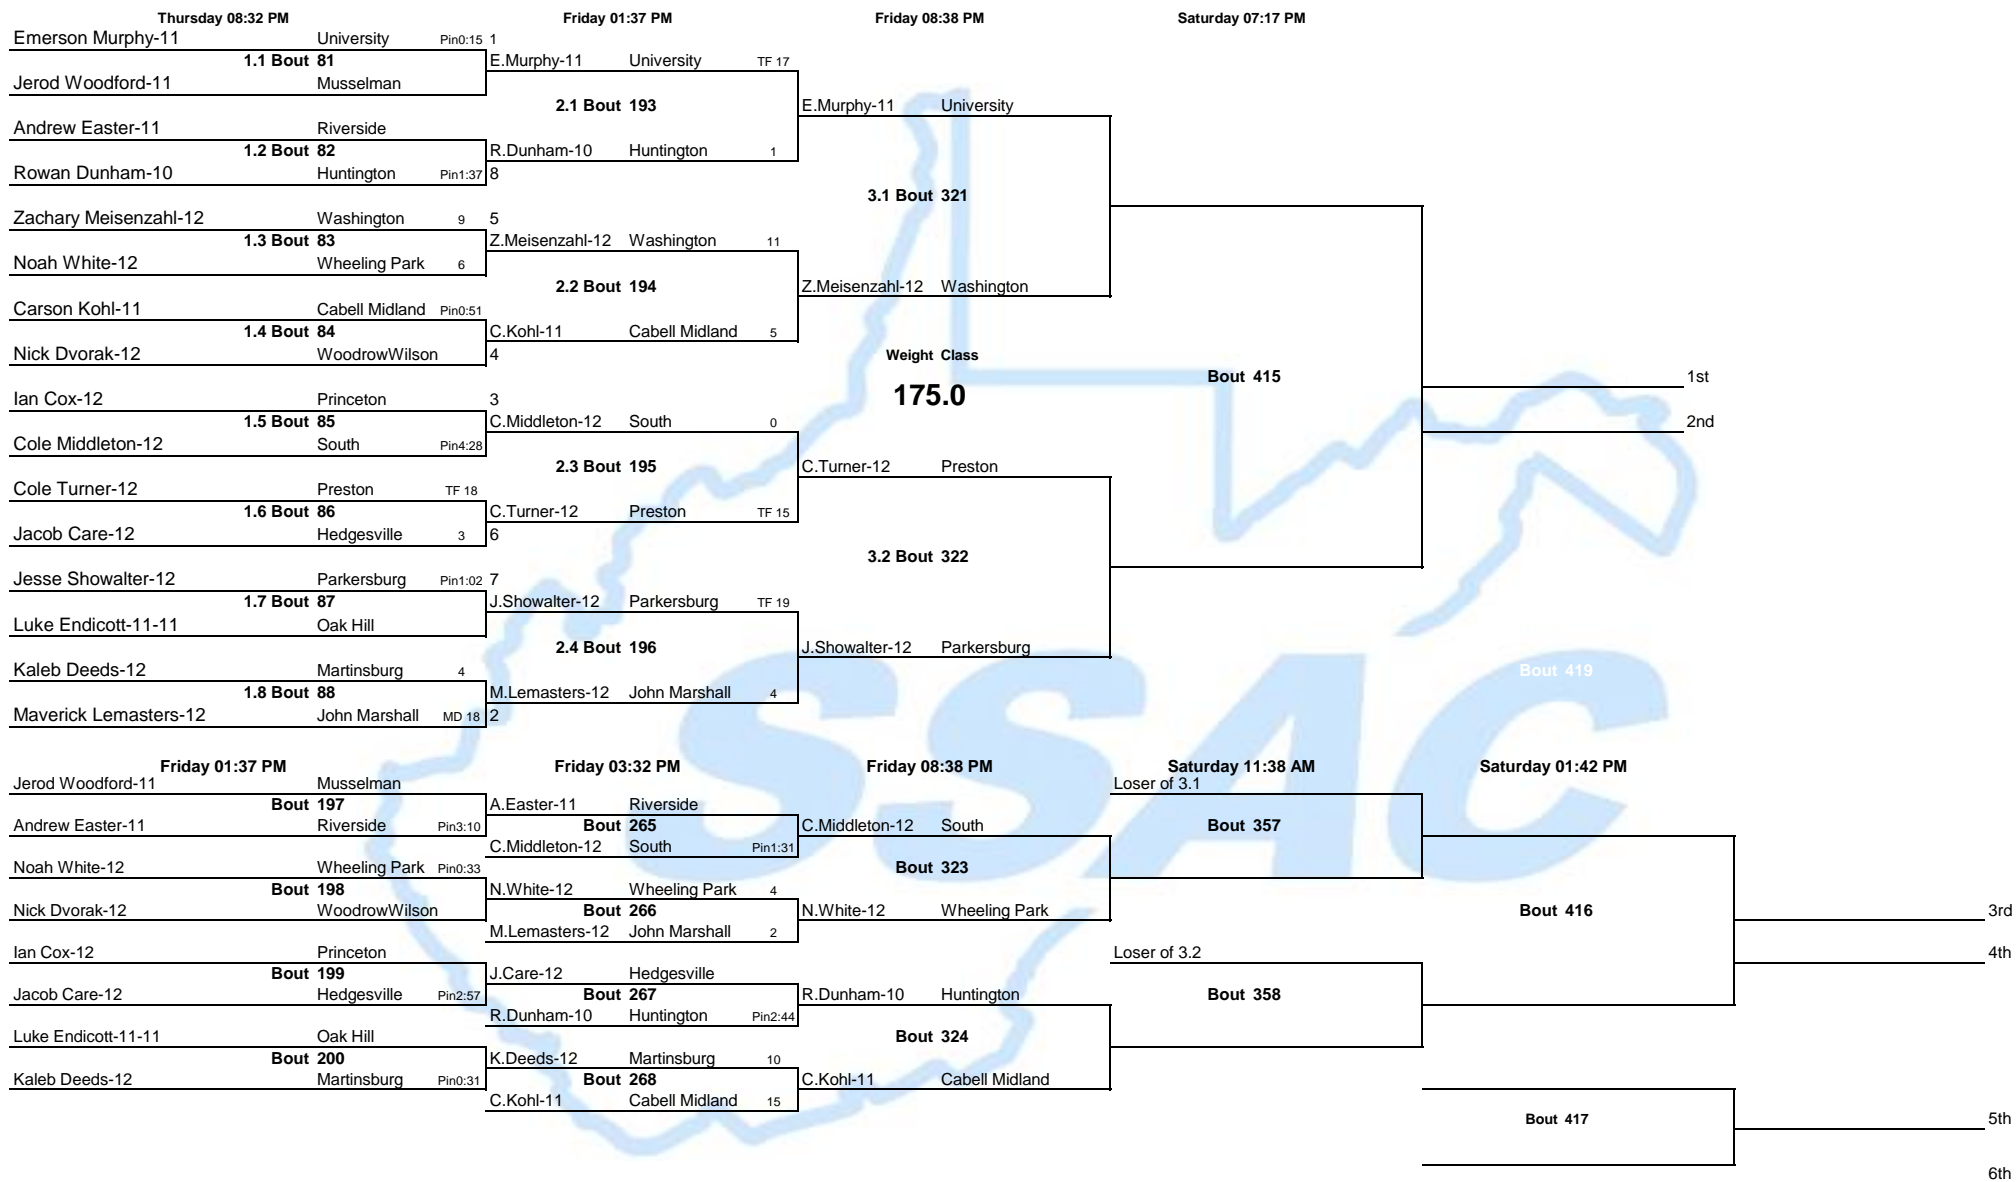 Thursday 08:32 PM Friday 01:37 PM Friday 08:38 PM Saturday 07:17 PM
Emerson Murphy-11 University Pin0:15 1
1.1 Bout 81 E.Murphy-11 University TF 17
Jerod Woodford-11 Musselman
2.1 Bout 193 E.Murphy-11 University
Andrew Easter-11 Riverside
1.2 Bout 82 R.Dunham-10 Huntington 1
Rowan Dunham-10 Huntington Pin1:37 8
3.1 Bout 321
Zachary Meisenzahl-12 Washington 9 5
1.3 Bout 83 Z.Meisenzahl-12 Washington 11
Noah White-12 Wheeling Park 6
2.2 Bout 194 Z.Meisenzahl-12 Washington
Carson Kohl-11 Cabell Midland Pin0:51
1.4 Bout 84 C.Kohl-11 Cabell Midland 5
Nick Dvorak-12 WoodrowWilson 4 Weight Class
Bout 415 1st
Ian Cox-12 Princeton 3 175.0
1.5 Bout 85 C.Middleton-12 South 0 2nd
Cole Middleton-12 South Pin4:28
2.3 Bout 195 C.Turner-12 Preston
Cole Turner-12 Preston TF 18
1.6 Bout 86 C.Turner-12 Preston TF 15
Jacob Care-12 Hedgesville 3 6
3.2 Bout 322
Jesse Showalter-12 Parkersburg Pin1:02 7
1.7 Bout 87 J.Showalter-12 Parkersburg TF 19
Luke Endicott-11-11 Oak Hill
2.4 Bout 196 J.Showalter-12 Parkersburg
Kaleb Deeds-12 Martinsburg 4 Bout 419
1.8 Bout 88 M.Lemasters-12 John Marshall 4
Maverick Lemasters-12 John Marshall MD 18 2
SSAC
Friday 01:37 PM Friday 03:32 PM Friday 08:38 PM Saturday 11:38 AM Saturday 01:42 PM
Jerod Woodford-11 Musselman Loser of 3.1
Bout 197 A.Easter-11 Riverside
Andrew Easter-11 Riverside Pin3:10 Bout 265 C.Middleton-12 South Bout 357
C.Middleton-12 South Pin1:31
Noah White-12 Wheeling Park Pin0:33 Bout 323
Bout 198 N.White-12 Wheeling Park 4
Nick Dvorak-12 WoodrowWilson Bout 266 N.White-12 Wheeling Park Bout 416 3rd
M.Lemasters-12 John Marshall 2
Ian Cox-12 Princeton Loser of 3.2 4th
Bout 199 J.Care-12 Hedgesville
Jacob Care-12 Hedgesville Pin2:57 Bout 267 R.Dunham-10 Huntington Bout 358
R.Dunham-10 Huntington Pin2:44
Luke Endicott-11-11 Oak Hill Bout 324
Bout 200 K.Deeds-12 Martinsburg 10
Kaleb Deeds-12 Martinsburg Pin0:31 Bout 268 C.Kohl-11 Cabell Midland
C.Kohl-11 Cabell Midland 15
Bout 417 5th
6th